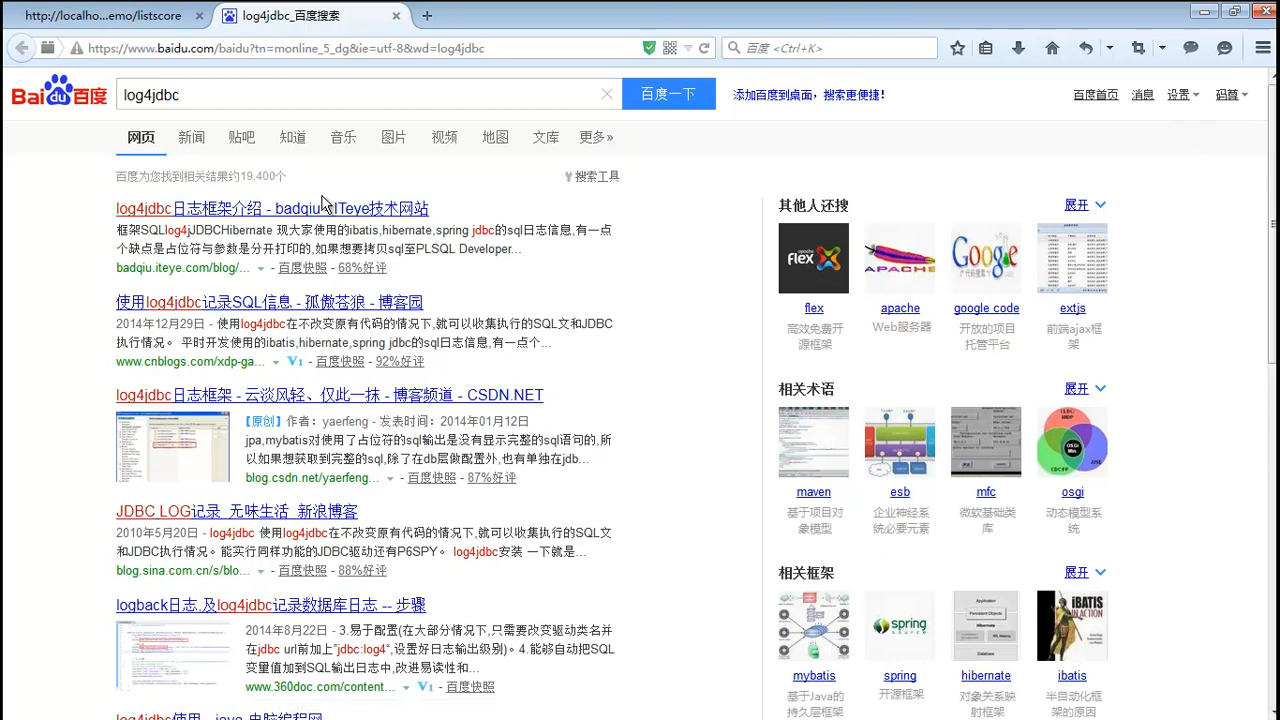 http://localho...emo/listscore
log4jdbc_百度搜索
https://www.baidu.com/baidu?tn=monline_5_dg&ie=utf-8&wd=log4jdbc
百度 <Ctrl+K>
Bai du 百度
log4jdbc
百度一下
添加百度到桌面，搜索更便捷！
百度首页 消息 设置
网页 新闻 贴吧 知道 音乐 图片 视频 地图 文库 更多»
百度为您找到相关结果约19,400个
搜索工具
log4jdbc日志框架介绍 - badqiu ITeye技术网站
框架SQLlog4jJDBCHibernate 现大家使用的ibatis,hibernate,spring jdbc的sql日志信息,有一点
个缺点是占位符与参数是分开打印的 如果想要拷贝sql至PLSQL Developer...
badqiu.iteye.com/blog/... - 百度快照 - 68%好评
使用log4jdbc记录SQL信息 - 孤傲苍狼 - 博客园
2014年12月29日 - 使用log4jdbc在不改变原有代码的情况下,就可以收集执行的SQL文和JDBC
执行情况。 平时开发使用的ibatis,hibernate,spring jdbc的sql日志信息,有一点个...
www.cnblogs.com/xdp-ga... V1 - 百度快照 - 92%好评
log4jdbc日志框架 - 云淡风轻、仅此一抹 - 博客频道 - CSDN.NET
【原创】作者: yaerfeng - 发表时间: 2014年01月12日
jpa,mybatis对使用了占位符的sql输出是没有显示完整的sql语句的,所
以如果想获取到完整的sql,除了在db层做配置外,也有单独在jdb...
blog.csdn.net/yaerfeng... - 百度快照 - 87%好评
JDBC LOG记录_无味生活_新浪博客
2010年5月20日 - log4jdbc 使用log4jdbc在不改变原有代码的情况下,就可以收集执行的SQL文
和JDBC执行情况。能实行同样功能的JDBC驱动还有P6SPY。 log4jdbc安装 一下就是...
blog.sina.com.cn/s/blo... - 百度快照 - 88%好评
logback日志,及log4jdbc记录数据库日志 -- 步骤
2014年8月22日 - 3.易于配置(在大部分情况下,只需要改变驱动类名并
在jdbc url前加上"jdbc:log4",设置好日志输出级别)。4.能够自动把SQL
变量值加到SQL输出日志中,改进易读性和...
www.360doc.com/content... V1 - 百度快照
log4jdbc使用 - java-电脑编程网
其他人还搜 展开
flex apache google code extjs
高效免费开 Web服务器 开放的项目 前端ajax框
源框架 托管平台 架
相关术语 展开
maven esb mfc osgi
基于项目对 企业神经系 微软基础类 动态模型系
象模型 统必要元素 库 统
相关框架 展开
mybatis spring hibernate ibatis
基于Java的 开源框架 对象关系映 半自动化框
持久层框架 射框架 架的原因